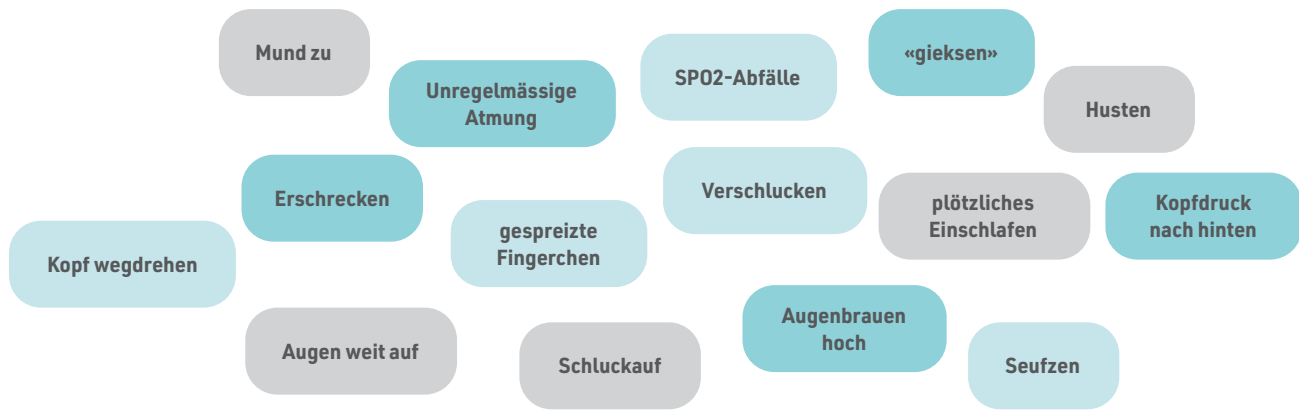 Mund zu
Unregelmässige
Atmung
SPO2-Abfälle
«gieksen»
Husten
Erschrecken
gespreizte
Fingerchen
Verschlucken
plötzliches
Einschlafen
Kopfdruck
nach hinten
Kopf wegdrehen
Augen weit auf
Schluckauf
Augenbrauen
hoch
Seufzen